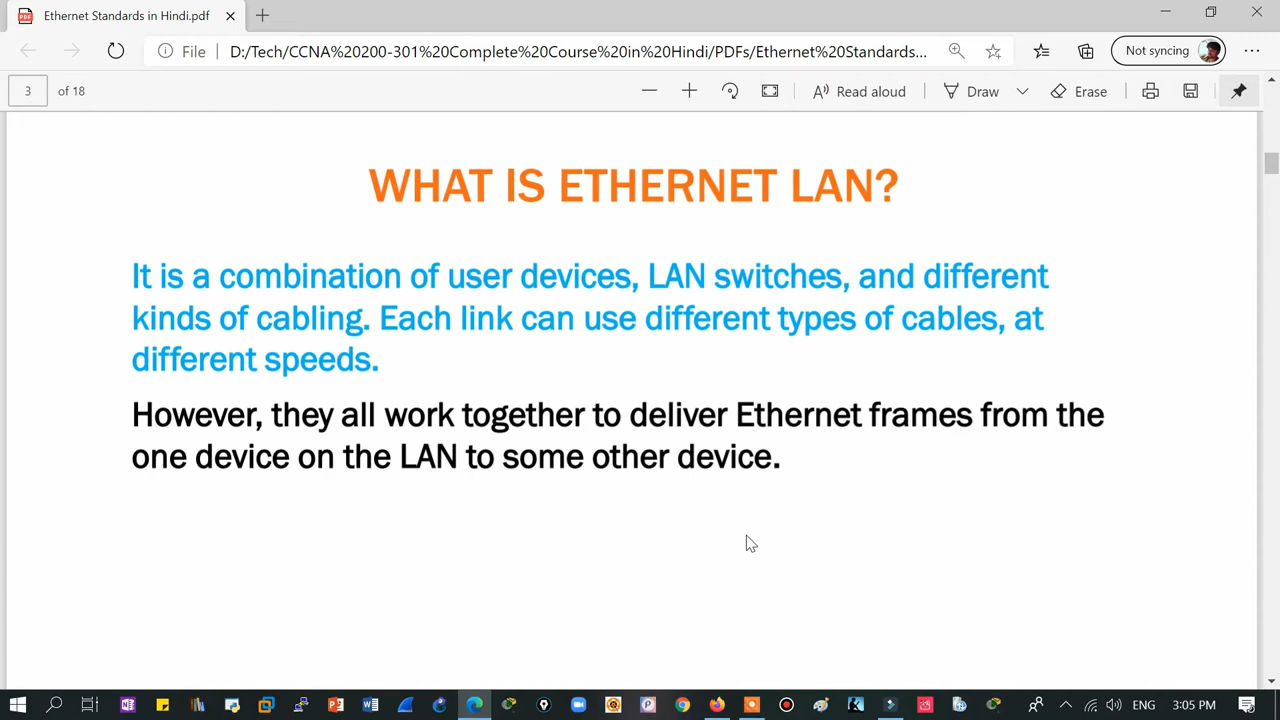 Ethernet Standards in Hindi.pdf
File
D:/Tech/CCNA%20200-301%20Complete%20Course%20in%20Hindi/PDFs/Ethernet%20Standards...
Not syncing
3 of 18
Read aloud
Draw
Erase
WHAT IS ETHERNET LAN?
It is a combination of user devices, LAN switches, and different
kinds of cabling. Each link can use different types of cables, at
different speeds.
However, they all work together to deliver Ethernet frames from the
one device on the LAN to some other device.
ENG
3:05 PM